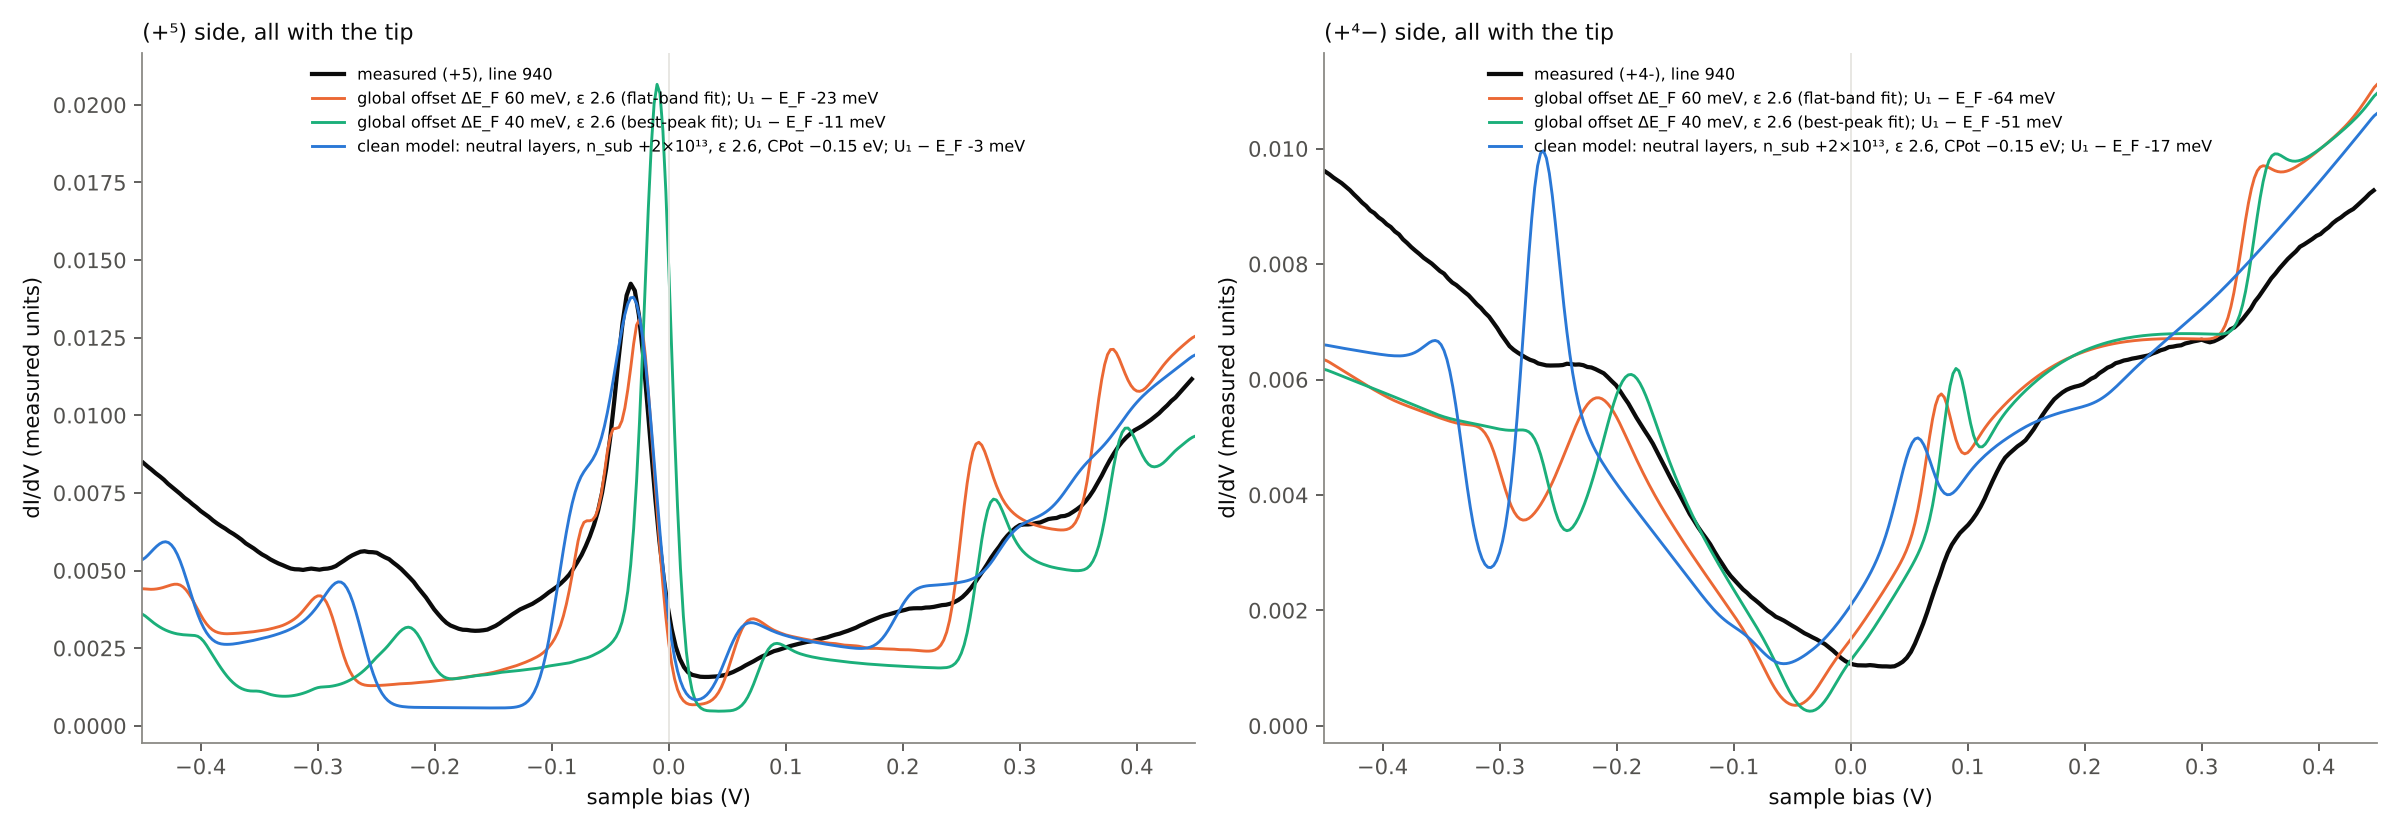 (+⁵) side, all with the tip
measured (+5), line 940
global offset ΔE_F 60 meV, ε 2.6 (flat-band fit); U₁ − E_F -23 meV
global offset ΔE_F 40 meV, ε 2.6 (best-peak fit); U₁ − E_F -11 meV
clean model: neutral layers, n_sub +2×10¹³, ε 2.6, CPot −0.15 eV; U₁ − E_F -3 meV
dI/dV (measured units)
0.0200
0.0175
0.0150
0.0125
0.0100
0.0075
0.0050
0.0025
0.0000
−0.4 −0.3 −0.2 −0.1 0.0 0.1 0.2 0.3 0.4
sample bias (V)
(+⁴−) side, all with the tip
measured (+4-), line 940
global offset ΔE_F 60 meV, ε 2.6 (flat-band fit); U₁ − E_F -64 meV
global offset ΔE_F 40 meV, ε 2.6 (best-peak fit); U₁ − E_F -51 meV
clean model: neutral layers, n_sub +2×10¹³, ε 2.6, CPot −0.15 eV; U₁ − E_F -17 meV
dI/dV (measured units)
0.010
0.008
0.006
0.004
0.002
0.000
−0.4 −0.3 −0.2 −0.1 0.0 0.1 0.2 0.3 0.4
sample bias (V)